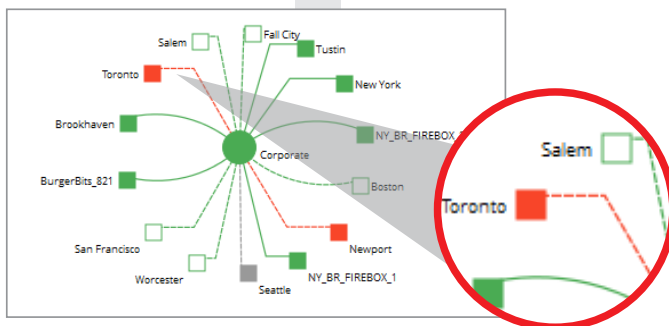 Fall City
Salem
Tustin
Toronto
New York
Brookhaven
NY_BR_FIREBOX_
Corporate
BurgerBits_821
Boston
San Francisco
Newport
Worcester
Seattle
NY_BR_FIREBOX_1
Salem
Toronto